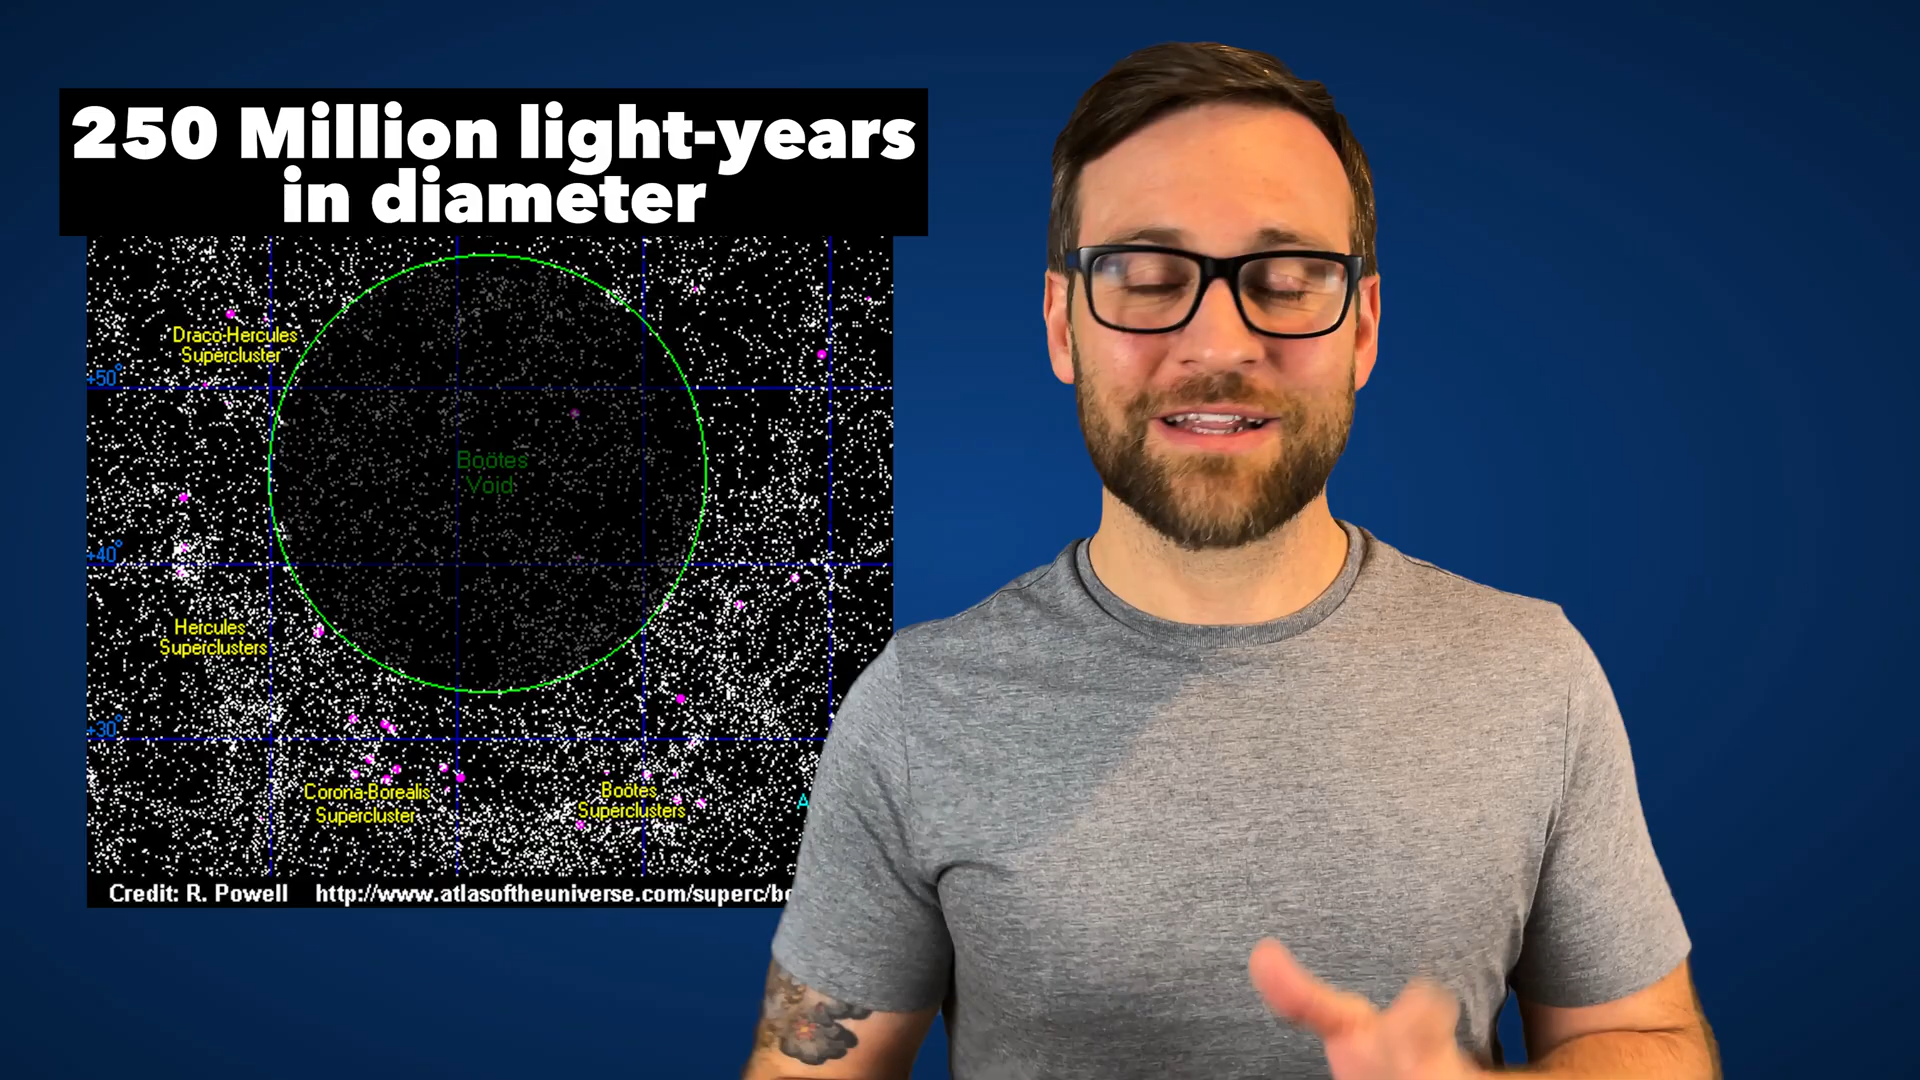 250 Million light-years
in diameter
Draco-Hercules
Supercluster
+50°
Boötes
Void
+40°
Hercules
Superclusters
+30°
Corona-Borealis
Supercluster
Boötes
Superclusters
A
Credit: R. Powell http://www.atlasoftheuniverse.com/superc/bo